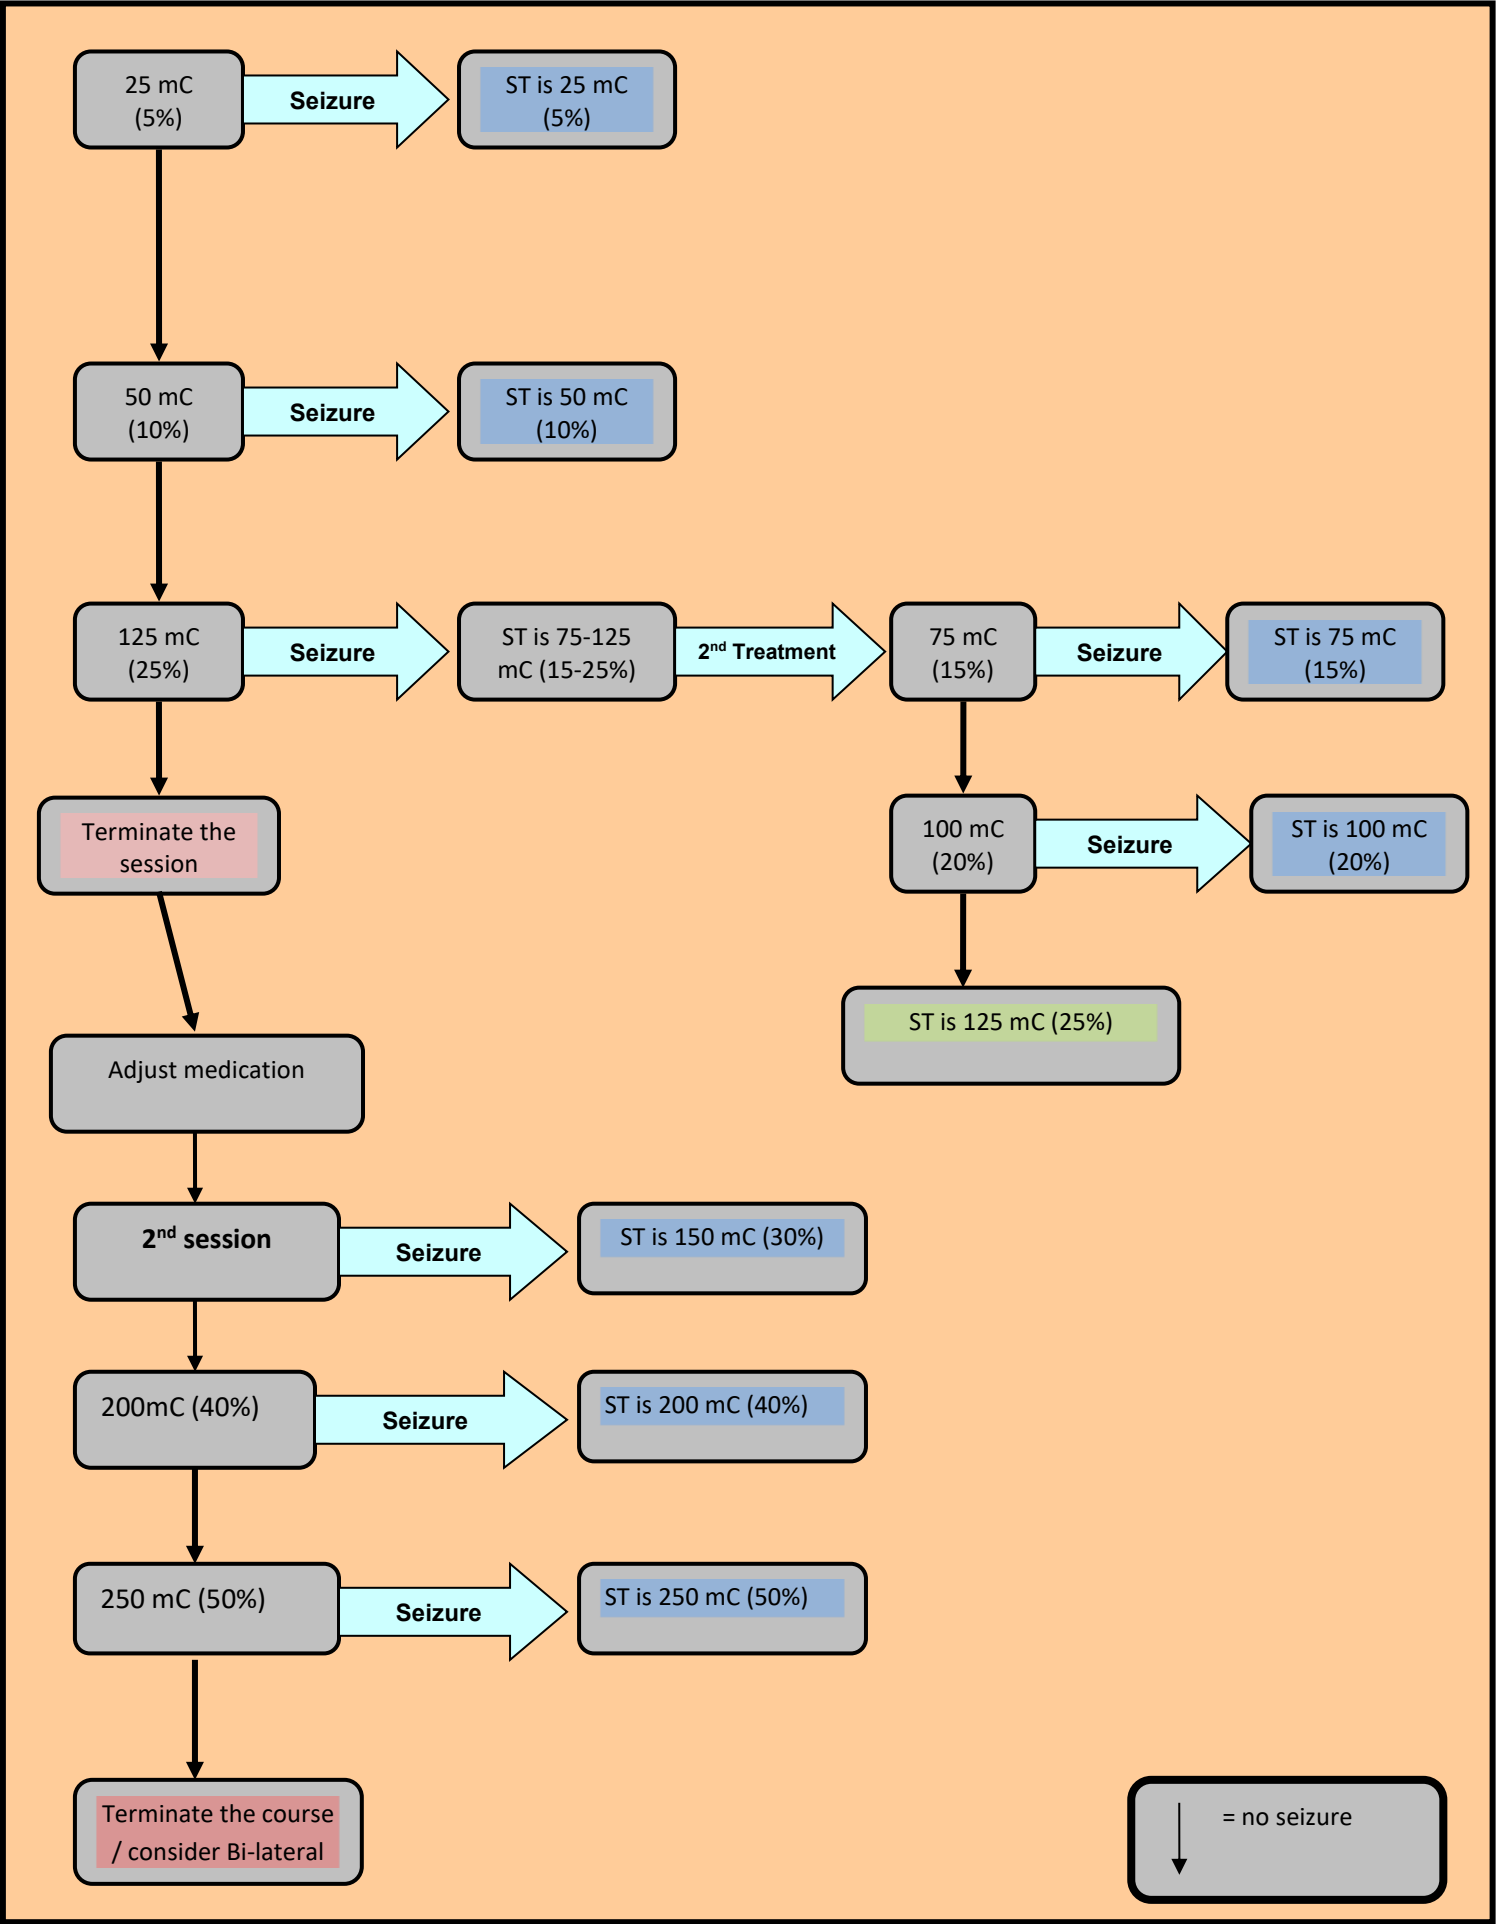 25 mC
(5%)
Seizure
ST is 25 mC
(5%)
50 mC
(10%)
Seizure
ST is 50 mC
(10%)
125 mC
(25%)
Seizure
ST is 75-125
mC (15-25%)
2nd Treatment
75 mC
(15%)
Seizure
ST is 75 mC
(15%)
Terminate the
session
100 mC
(20%)
Seizure
ST is 100 mC
(20%)
ST is 125 mC (25%)
Adjust medication
2nd session
Seizure
ST is 150 mC (30%)
200mC (40%)
Seizure
ST is 200 mC (40%)
250 mC (50%)
Seizure
ST is 250 mC (50%)
Terminate the course
/ consider Bi-lateral
= no seizure